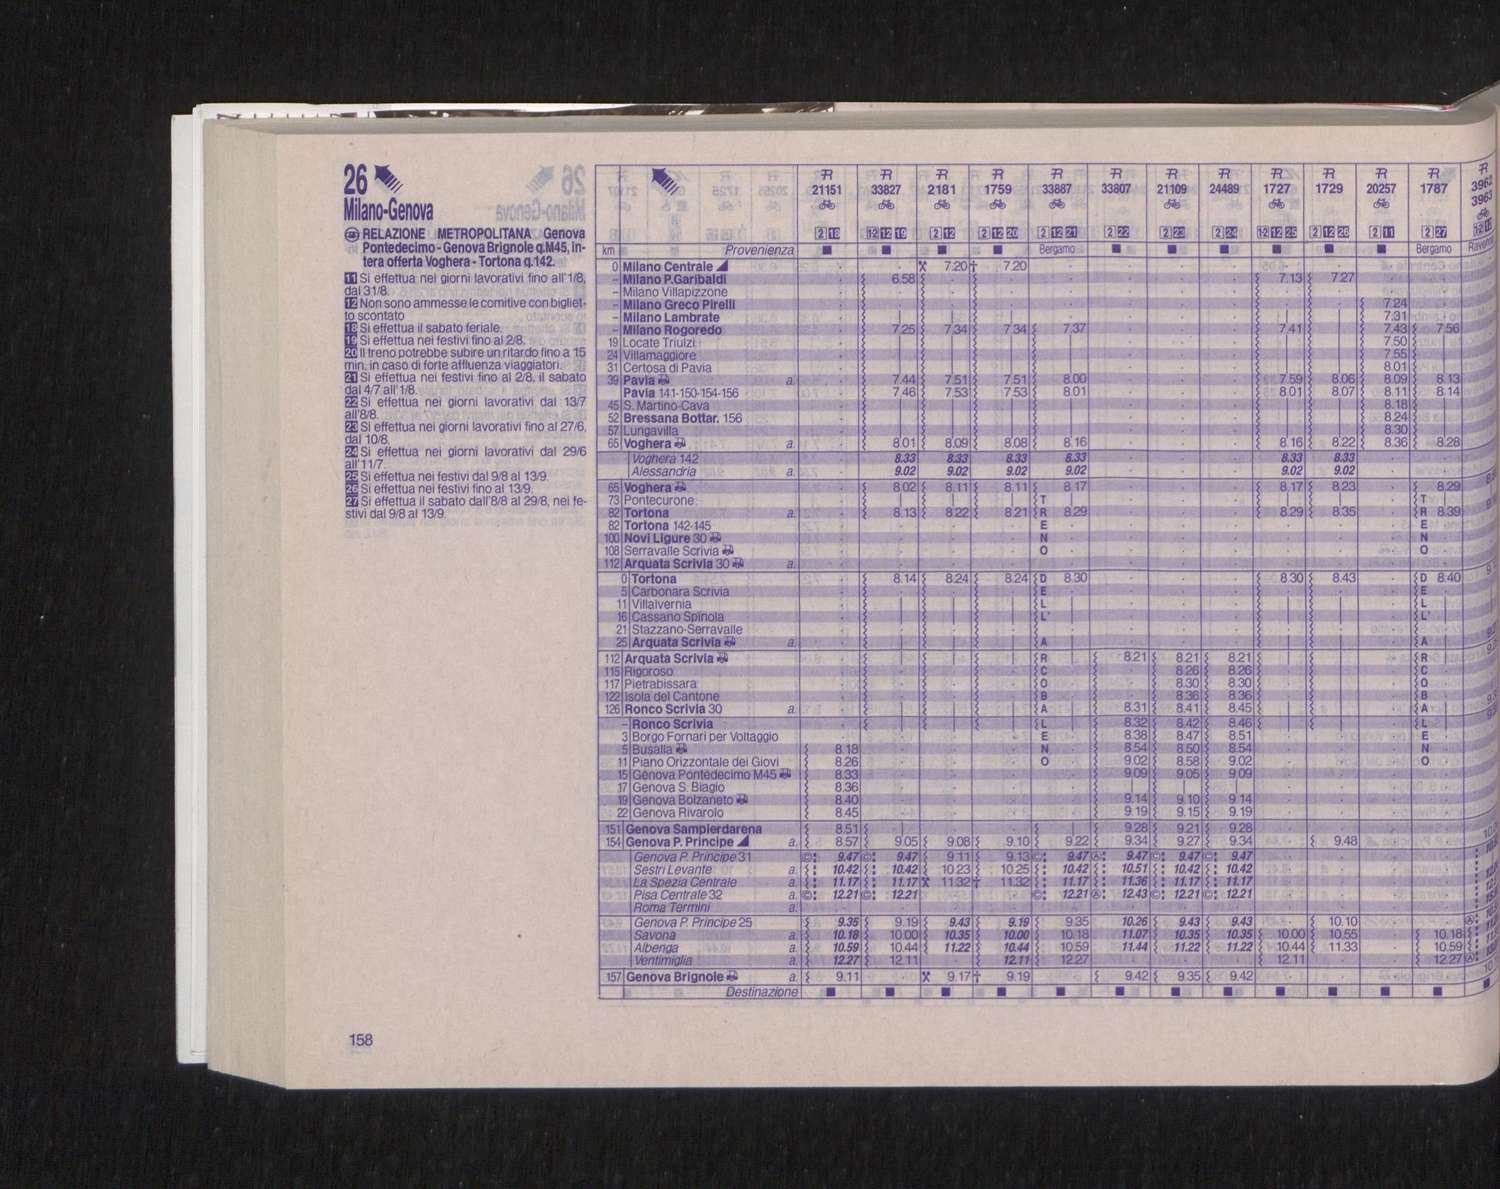 26
Milano-Genova
RELAZIONE METROPOLITANA Genova
Pontedecimo - Genova Brignole q.M45, in-
tera offerta Voghera - Tortona q.142.
11 Si effettua nei giorni lavorativi fino all'1/8,
dal 31/8.
12 Non sono ammesse le comitive con bigliet-
to scontato
18 Si effettua il sabato feriale.
19 Si effettua nei festivi fino al 2/8.
20 Il treno potrebbe subire un ritardo fino a 15
min. in caso di forte affluenza viaggiatori.
21 Si effettua nei festivi fino al 2/8, il sabato
dal 4/7 all'1/8.
22 Si effettua nei giorni lavorativi dal 13/7
all'8/8.
23 Si effettua nei giorni lavorativi fino al 27/6,
dal 10/8.
24 Si effettua nei giorni lavorativi dal 29/6
all'11/7
25 Si effettua nei festivi dal 9/8 al 13/9.
26 Si effettua nei festivi fino al 13/9.
27 Si effettua il sabato dall'8/8 al 29/8, nei fe-
stivi dal 9/8 al 13/9.
R R R R R R R R R R R R R
21151 33827 2181 1759 33887 33807 21109 24489 1727 1729 20257 1787 3962
3963
2 18 12 12 19 2 12 2 12 20 2 12 21 2 22 2 23 2 24 12 12 25 2 12 26 2 11 2 27
km Provenienza ■ ■ ■ ■ Bergamo ■ ■ ■ ■ ■ ■ Bergamo Ravenna
0 Milano Centrale 7.20 † 7.20
– Milano P.Garibaldi 6.58 7.13 7.27
– Milano Villapizzone
– Milano Greco Pirelli 7.24
– Milano Lambrate 7.31
– Milano Rogoredo 7.25 7.34 7.34 7.37 7.41 7.43 7.56
19 Locate Triulzi 7.50
24 Villamaggiore 7.55
31 Certosa di Pavia 8.01
39 Pavia a. 7.44 7.51 7.51 8.00 7.59 8.06 8.09 8.13
Pavia 141-150-154-156 7.46 7.53 7.53 8.01 8.01 8.07 8.11 8.14
45 S. Martino-Cava 8.18
52 Bressana Bottar. 156 8.24
57 Lungavilla 8.30
65 Voghera a. 8.01 8.09 8.08 8.16 8.16 8.22 8.36 8.28
Voghera 142 8.33 8.33 8.33 8.33 8.33 8.33
Alessandria a. 9.02 9.02 9.02 9.02 9.02 9.02
65 Voghera 8.02 8.11 8.11 8.17 8.17 8.23 8.29
73 Pontecurone T T
82 Tortona a. 8.13 8.22 8.21 R 8.29 8.29 8.35 R 8.39
82 Tortona 142-145 E E
100 Novi Ligure 30 N N
108 Serravalle Scrivia O O
112 Arquata Scrivia 30 a.
0 Tortona 8.14 8.24 8.24 D 8.30 8.30 8.43 D 8.40
5 Carbonara Scrivia E E
11 Villalvernia L L
16 Cassano Spinola L' L'
21 Stazzano-Serravalle
25 Arquata Scrivia a. A A
112 Arquata Scrivia R 8.21 8.21 8.21 R
115 Rigoroso C 8.26 8.26 C
117 Pietrabissara O 8.30 8.30 O
122 Isola del Cantone B 8.36 8.36 B
126 Ronco Scrivia 30 a. A 8.31 8.41 8.45 A
– Ronco Scrivia L 8.32 8.42 8.46 L
3 Borgo Fornari per Voltaggio E 8.38 8.47 8.51 E
5 Busalla 8.18 N 8.54 8.50 8.54 N
11 Piano Orizzontale dei Giovi 8.26 O 9.02 8.58 9.02 O
15 Genova Pontedecimo M45 8.33 9.09 9.05 9.09
17 Genova S. Biagio 8.36
19 Genova Bolzaneto 8.40 9.14 9.10 9.14
22 Genova Rivarolo 8.45 9.19 9.15 9.19
151 Genova Sampierdarena 8.51 9.28 9.21 9.28
154 Genova P. Principe a. 8.57 9.05 9.08 9.10 9.22 9.34 9.27 9.34 9.48
Genova P. Principe 31 9.47 9.47 9.11 9.13 9.47 9.47 9.47 9.47
Sestri Levante a. 10.42 10.42 10.23 10.25 10.42 10.51 10.42 10.42
La Spezia Centrale a. 11.17 11.17 11.32 † 11.32 11.17 11.36 11.17 11.17
Pisa Centrale 32 a. 12.21 12.21 12.21 12.43 12.21 12.21
Roma Termini a.
Genova P. Principe 25 9.35 9.19 9.43 9.19 9.35 10.26 9.43 9.43 10.10
Savona a. 10.18 10.00 10.35 10.00 10.18 11.07 10.35 10.35 10.00 10.55 10.18
Albenga a. 10.59 10.44 11.22 10.44 10.59 11.44 11.22 11.22 10.44 11.33 10.59
Ventimiglia a. 12.27 12.11 12.11 12.27 12.11 12.27
157 Genova Brignole a. 9.11 9.17 † 9.19 9.42 9.35 9.42
Destinazione ■ ■ ■ ■ ■ ■ ■ ■ ■ ■ ■ ■ ■
158